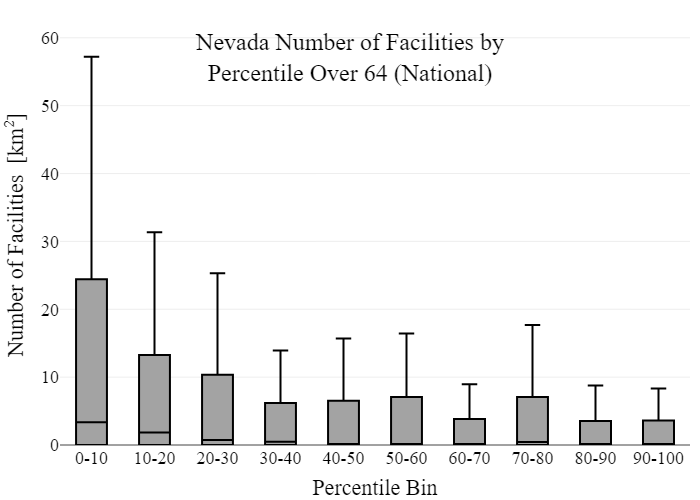 Nevada Number of Facilities by
Percentile Over 64 (National)
Number of Facilities [km²]
60
50
40
30
20
10
0
0-10 10-20 20-30 30-40 40-50 50-60 60-70 70-80 80-90 90-100
Percentile Bin